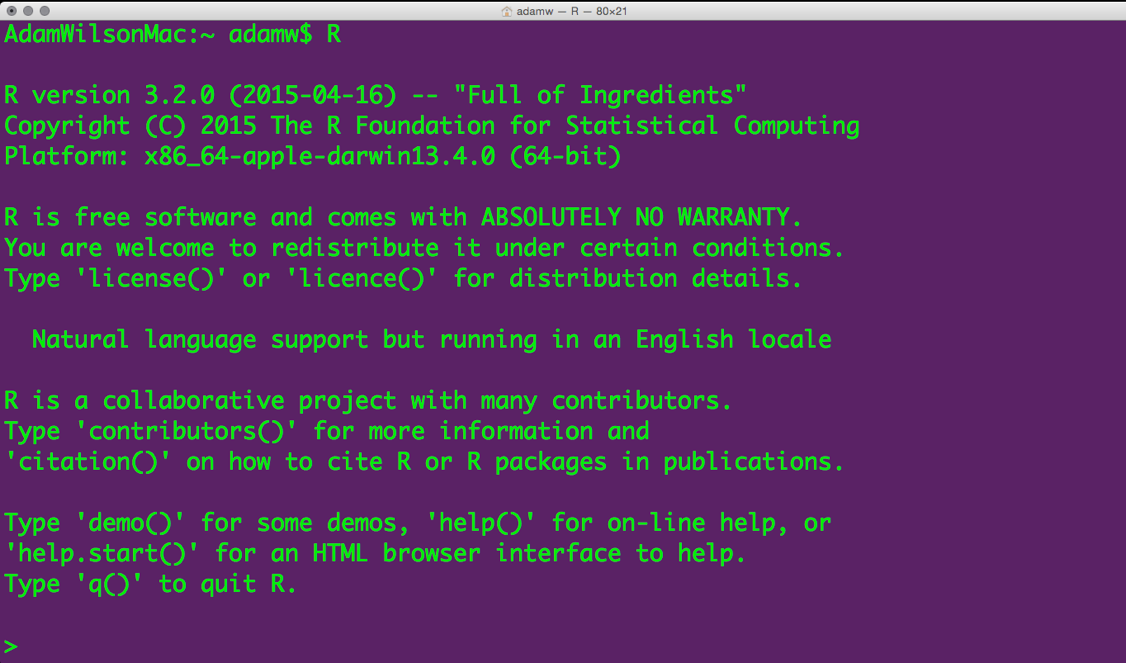 adamw — R — 80×21
AdamWilsonMac:~ adamw$ R
R version 3.2.0 (2015-04-16) -- "Full of Ingredients"
Copyright (C) 2015 The R Foundation for Statistical Computing
Platform: x86_64-apple-darwin13.4.0 (64-bit)
R is free software and comes with ABSOLUTELY NO WARRANTY.
You are welcome to redistribute it under certain conditions.
Type 'license()' or 'licence()' for distribution details.
Natural language support but running in an English locale
R is a collaborative project with many contributors.
Type 'contributors()' for more information and
'citation()' on how to cite R or R packages in publications.
Type 'demo()' for some demos, 'help()' for on-line help, or
'help.start()' for an HTML browser interface to help.
Type 'q()' to quit R.
>